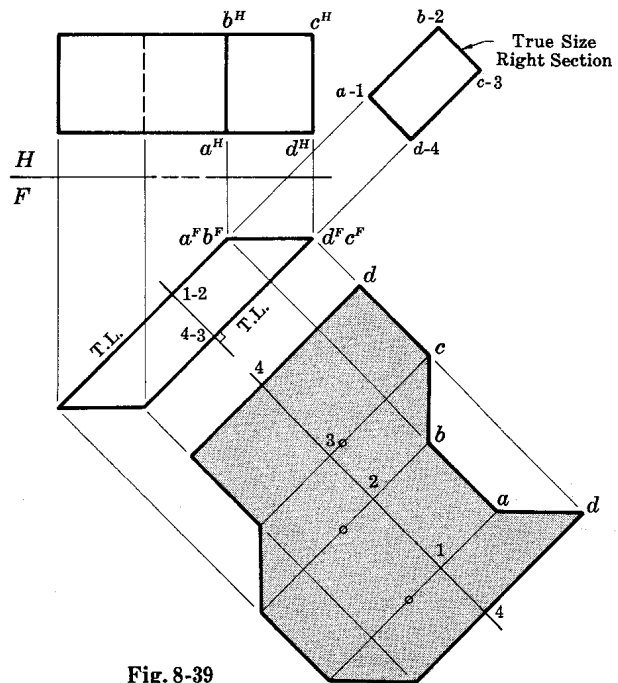 b^H
c^H
b-2
True Size
Right Section
a-1
c-3
a^H
d^H
d-4
H
F
a^F b^F
d^F c^F
1-2
d
T.L.
4-3
T.L.
4
c
3
b
2
a
d
1
4
Fig. 8-39